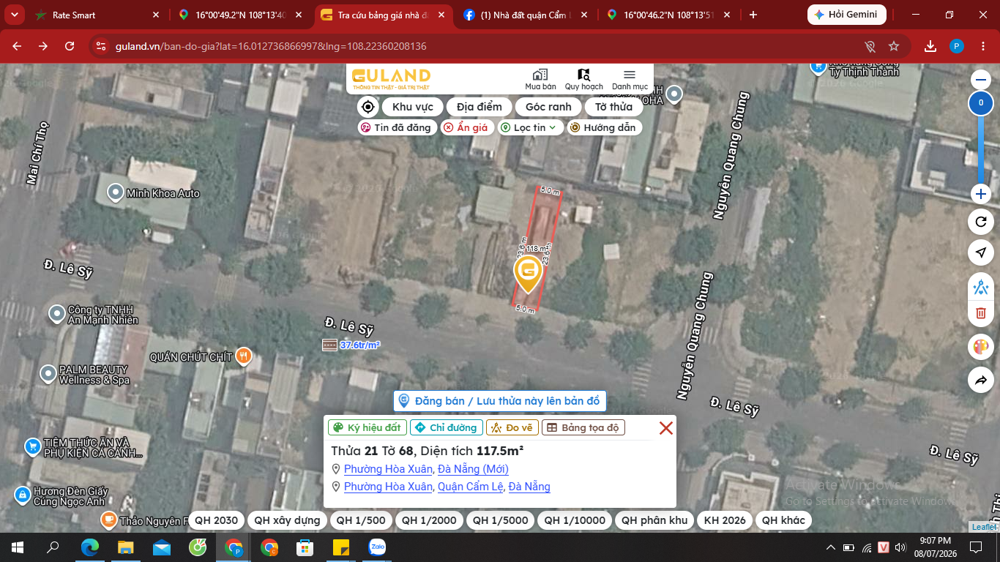 Rate Smart
16°00'49.2"N 108°13'40
Tra cứu bảng giá nhà đ
(1) Nhà đất quận Cẩm L
16°00'46.2"N 108°13'51
Hỏi Gemini
guland.vn/ban-do-gia?lat=16.012736866997&lng=108.22360208136
P
GULAND
THÔNG TIN THẬT - GIÁ TRỊ THẬT
Mua bán
Quy hoạch
Danh mục
Ty Thịnh Thành
Khu vực
Địa điểm
Góc ranh
Tờ thửa
Tin đã đăng
Ẩn giá
Lọc tin
Hướng dẫn
0
Mai Chí Thọ
Nguyễn Quang Chung
Minh Khoa Auto
5.0 m
23.6 m
118 m²
23.6 m
5.0 m
Đ. Lê Sỹ
Đ. Lê Sỹ
37.6tr/m²
Công ty TNHH
An Mạnh Nhiên
QUÁN CHÚT CHÍT
PALM BEAUTY
Wellness & Spa
Nguyễn Quang Chung
Đ. Lê Sỹ
Đ. Lê Sỹ
Đăng bán / Lưu thửa này lên bản đồ
Ký hiệu đất
Chỉ đường
Đo vẽ
Bảng tọa độ
Thửa 21 Tờ 68, Diện tích 117.5m²
Phường Hòa Xuân, Đà Nẵng (Mới)
Phường Hòa Xuân, Quận Cẩm Lệ, Đà Nẵng
TIỆM THỨC ĂN VÀ
PHỤ KIỆN CÁ CẢNH...
Hương Đèn Giấy
Cúng Ngọc Anh
Thảo Nguyên
Activate Windows
Go to Settings to activate Windows.
QH 2030
QH xây dựng
QH 1/500
QH 1/2000
QH 1/5000
QH 1/10000
QH phân khu
KH 2026
QH khác
Leaflet
Zalo
9:07 PM
08/07/2026